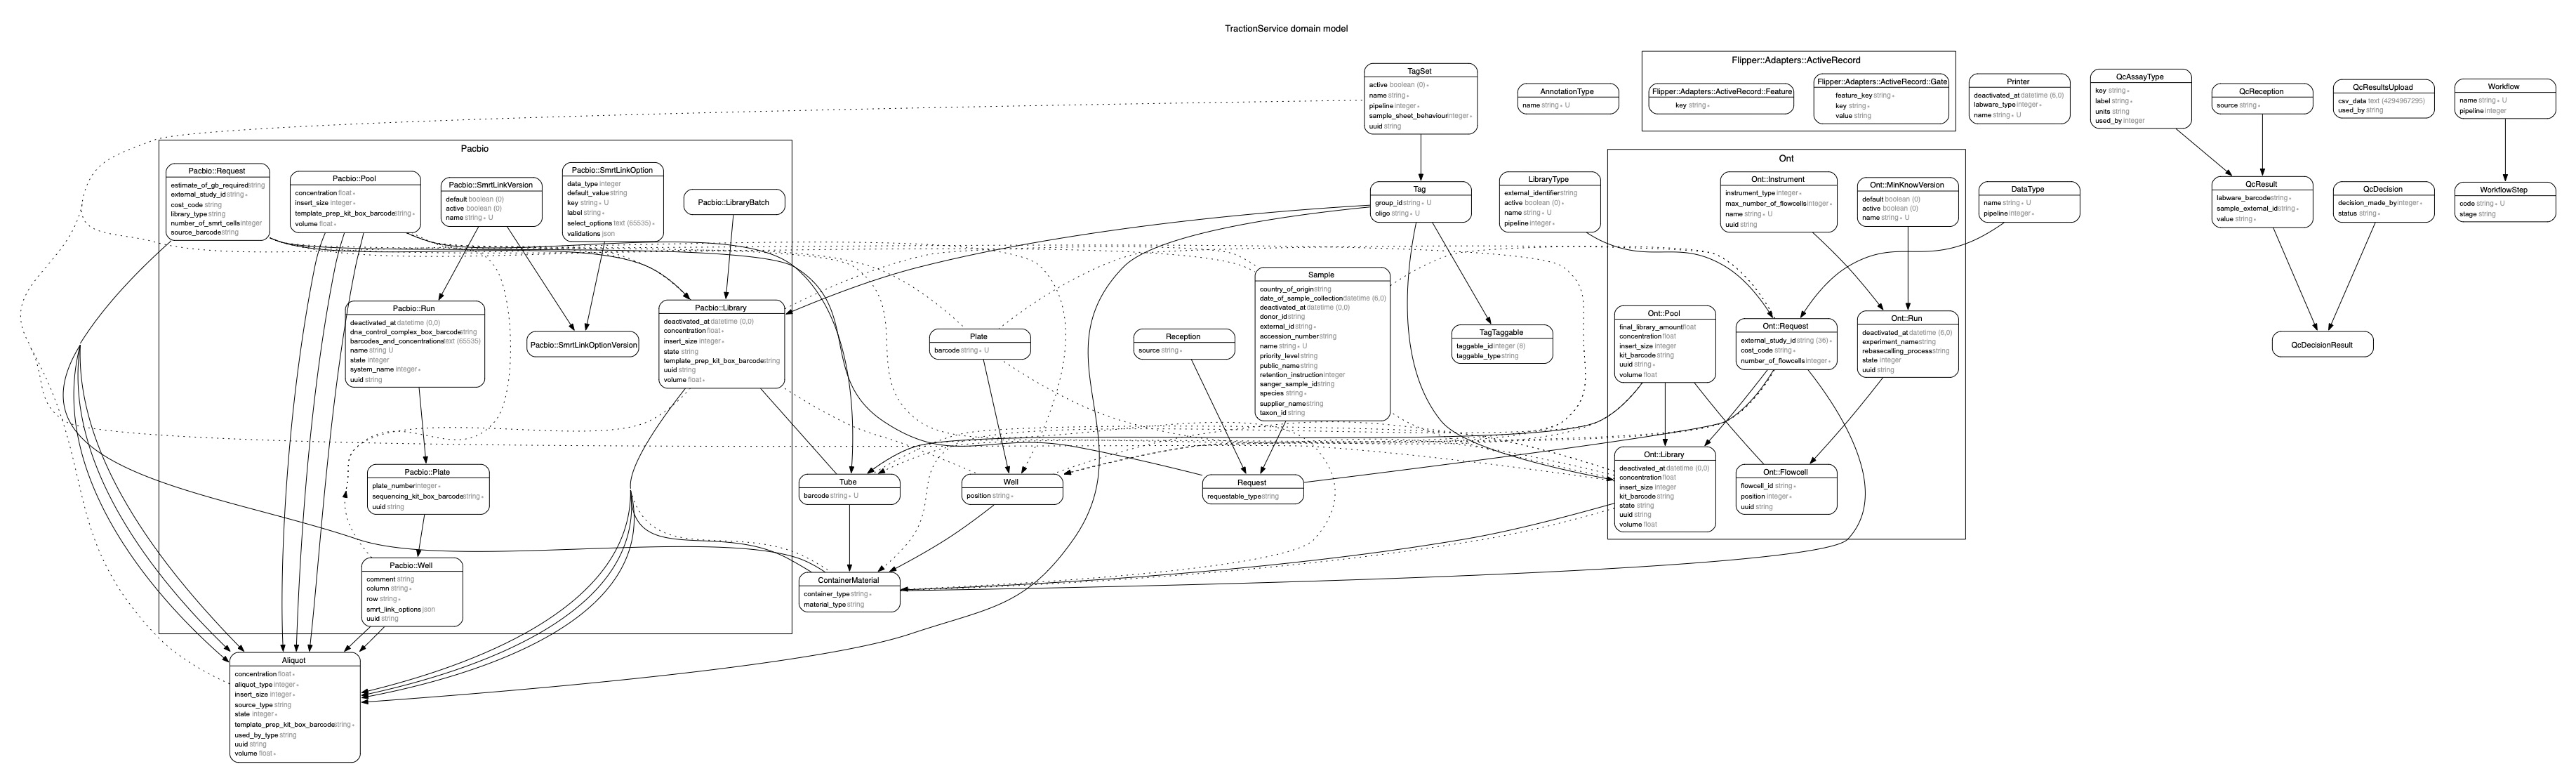 TractionService domain model
TagSet
active boolean (0) ∗
name string ∗
pipeline integer ∗
sample_sheet_behaviour integer ∗
uuid string
AnnotationType
name string ∗ U
Flipper::Adapters::ActiveRecord
Flipper::Adapters::ActiveRecord::Feature
key string ∗
Flipper::Adapters::ActiveRecord::Gate
feature_key string ∗
key string ∗
value string
Printer
deactivated_at datetime (6,0)
labware_type integer ∗
name string ∗ U
QcAssayType
key string ∗
label string ∗
units string
used_by integer
QcReception
source string ∗
QcResultsUpload
csv_data text (4294967295)
used_by string
Workflow
name string ∗ U
pipeline integer
Pacbio
Pacbio::Request
estimate_of_gb_required string
external_study_id string ∗
cost_code string
library_type string
number_of_smrt_cells integer
source_barcode string
Pacbio::Pool
concentration float ∗
insert_size integer ∗
template_prep_kit_box_barcode string ∗
volume float ∗
Pacbio::SmrtLinkVersion
default boolean (0)
active boolean (0)
name string ∗ U
Pacbio::SmrtLinkOption
data_type integer
default_value string
key string ∗ U
label string ∗
select_options text (65535) ∗
validations json
Pacbio::LibraryBatch
Tag
group_id string ∗ U
oligo string ∗ U
LibraryType
external_identifier string
active boolean (0) ∗
name string ∗ U
pipeline integer ∗
Ont
Ont::Instrument
instrument_type integer ∗
max_number_of_flowcells integer ∗
name string ∗ U
uuid string
Ont::MinKnowVersion
default boolean (0)
active boolean (0)
name string ∗ U
DataType
name string ∗ U
pipeline integer ∗
QcResult
labware_barcode string ∗
sample_external_id string ∗
value string ∗
QcDecision
decision_made_by integer ∗
status string ∗
WorkflowStep
code string ∗ U
stage string
Pacbio::Run
deactivated_at datetime (0,0)
dna_control_complex_box_barcode string
barcodes_and_concentrations text (65535)
name string U
state integer
system_name integer ∗
uuid string
Pacbio::SmrtLinkOptionVersion
Pacbio::Library
deactivated_at datetime (0,0)
concentration float ∗
insert_size integer ∗
state string
template_prep_kit_box_barcode string
uuid string
volume float ∗
Plate
barcode string ∗ U
Reception
source string ∗
Sample
country_of_origin string
date_of_sample_collection datetime (6,0)
deactivated_at datetime (0,0)
donor_id string
external_id string ∗
accession_number string
name string ∗ U
priority_level string
public_name string
retention_instruction integer
sanger_sample_id string
species string ∗
supplier_name string
taxon_id string
TagTaggable
taggable_id integer (8)
taggable_type string
Ont::Pool
final_library_amount float
concentration float
insert_size integer
kit_barcode string
uuid string ∗
volume float
Ont::Request
external_study_id string (36) ∗
cost_code string ∗
number_of_flowcells integer ∗
Ont::Run
deactivated_at datetime (6,0)
experiment_name string
rebasecalling_process string
state integer
uuid string
QcDecisionResult
Pacbio::Plate
plate_number integer ∗
sequencing_kit_box_barcode string ∗
uuid string
Tube
barcode string ∗ U
Well
position string ∗
Request
requestable_type string
Ont::Library
deactivated_at datetime (0,0)
concentration float
insert_size integer
kit_barcode string
state string
uuid string
volume float
Ont::Flowcell
flowcell_id string ∗
position integer ∗
uuid string
Pacbio::Well
comment string
column string ∗
row string ∗
smrt_link_options json
uuid string
ContainerMaterial
container_type string ∗
material_type string
Aliquot
concentration float ∗
aliquot_type integer ∗
insert_size integer ∗
source_type string
state integer ∗
template_prep_kit_box_barcode string ∗
used_by_type string
uuid string
volume float ∗